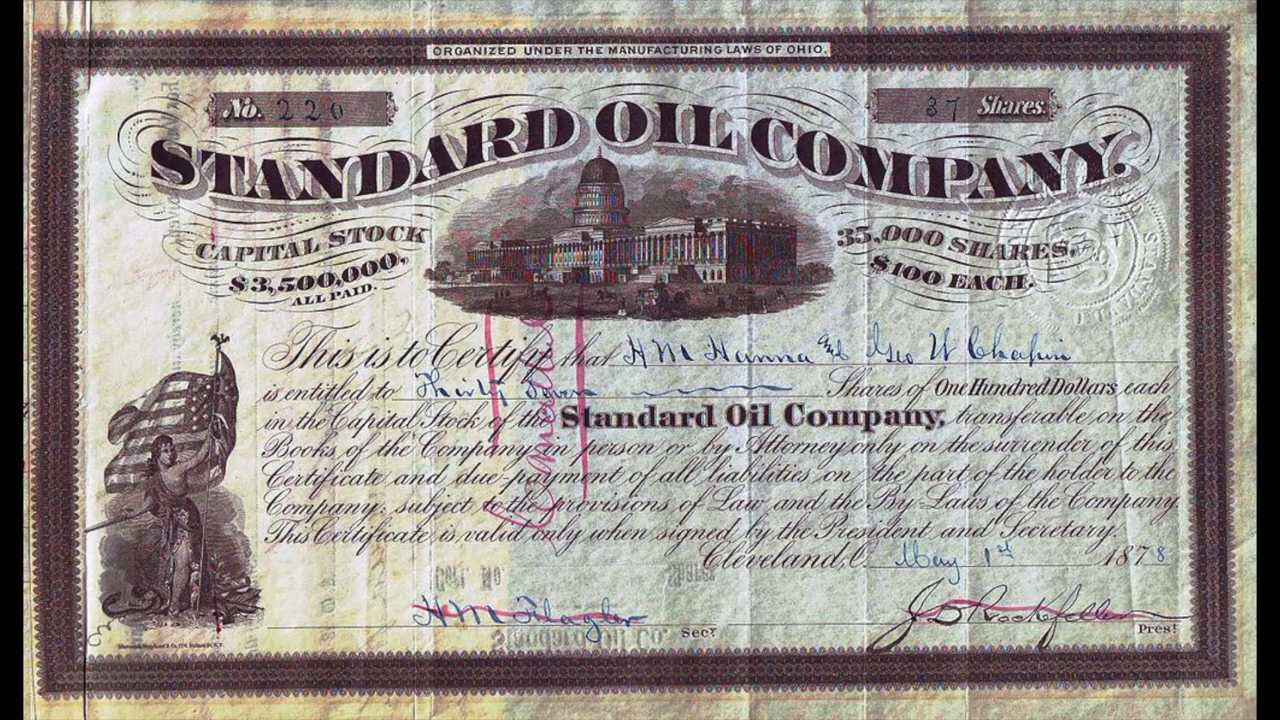 ORGANIZED UNDER THE MANUFACTURING LAWS OF OHIO.
No. 220
37 Shares.
STANDARD OIL COMPANY.
CAPITAL STOCK
$3,500,000,
ALL PAID.
35,000 SHARES,
$100 EACH.
This is to Certify that H M Hanna and Geo W Chapin
is entitled to Thirty Seven Shares of One Hundred Dollars each
in the Capital Stock of the Standard Oil Company, transferable on the
Books of the Company in person or by Attorney only on the surrender of this
Certificate and due payment of all liabilities on the part of the holder to the
Company; subject to the provisions of Law and the By-Laws of the Company.
This Certificate is valid only when signed by the President and Secretary.
Cleveland, O. May 1st 1878
H M Flagler Secy
J D Rockefeller Prest
Cancelled